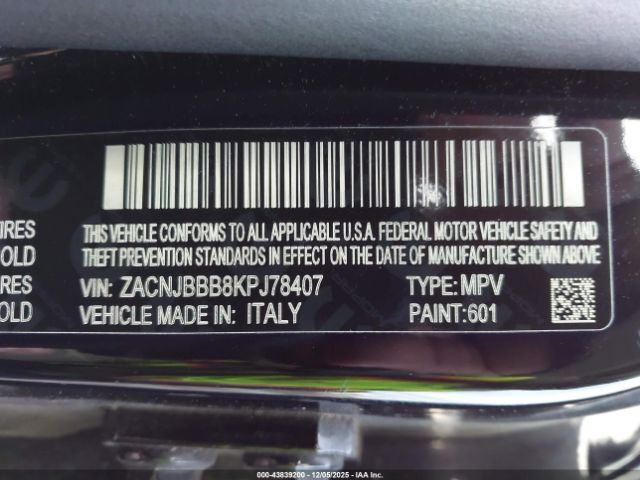 IRES
OLD
IRES
OLD
THIS VEHICLE CONFORMS TO ALL APPLICABLE U.S.A. FEDERAL MOTOR VEHICLE SAFETY AND
THEFT PREVENTION STANDARDS IN EFFECT ON THE DATE OF MANUFACTURE SHOWN ABOVE
VIN: ZACNJBBB8KPJ78407 TYPE: MPV
VEHICLE MADE IN: ITALY PAINT: 601
000-43839200 - 12/05/2025 - IAAI.com